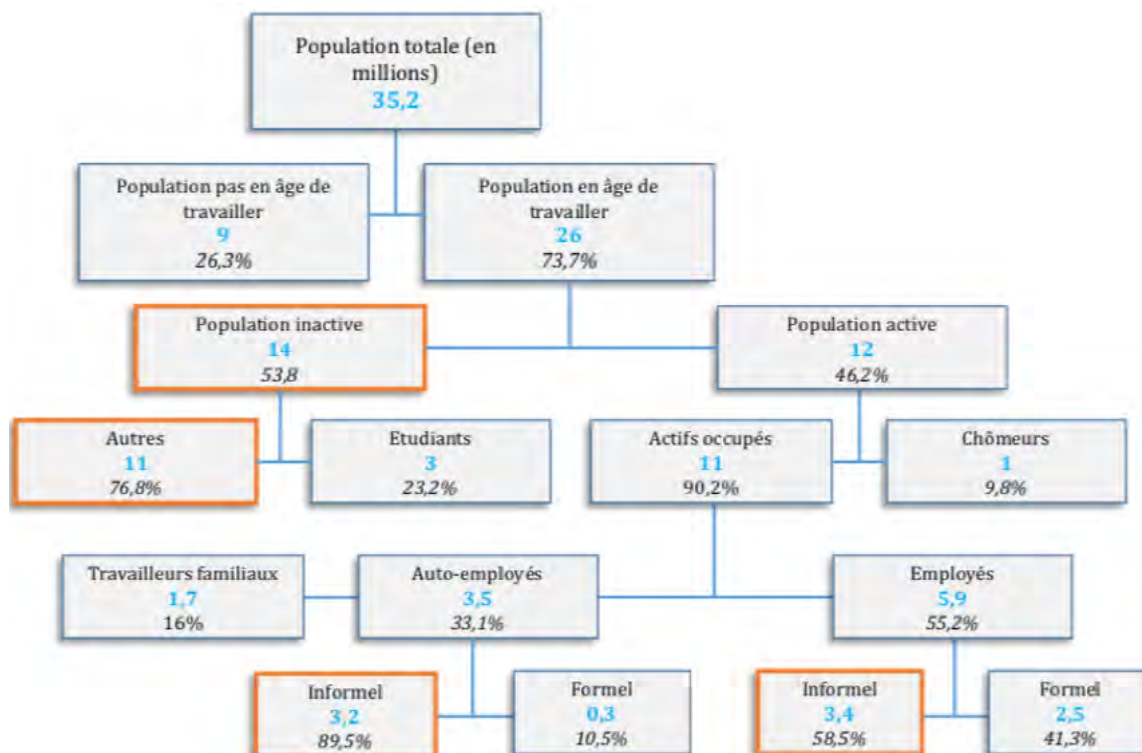 Population totale (en
millions)
35,2
Population pas en âge de
travailler
9
26,3%
Population en âge de
travailler
26
73,7%
Population inactive
14
53,8
Population active
12
46,2%
Autres
11
76,8%
Etudiants
3
23,2%
Actifs occupés
11
90,2%
Chômeurs
1
9,8%
Travailleurs familiaux
1,7
16%
Auto-employés
3,5
33,1%
Employés
5,9
55,2%
Informel
3,2
89,5%
Formel
0,3
10,5%
Informel
3,4
58,5%
Formel
2,5
41,3%